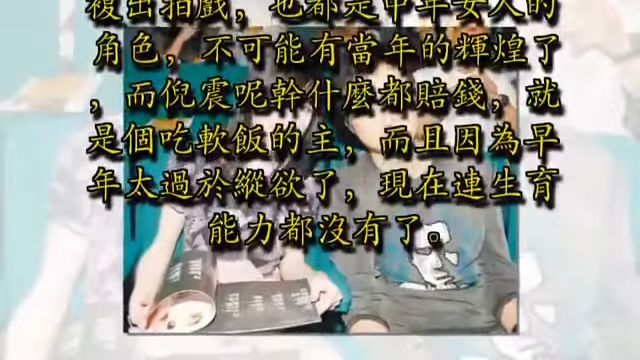 複出拍戲，也都是中年女人的
角色，不可能有當年的輝煌了
，而倪震呢幹什麼都賠錢，就
是個吃軟飯的主，而且因為早
年太過於縱欲了，現在連生育
能力都沒有了。